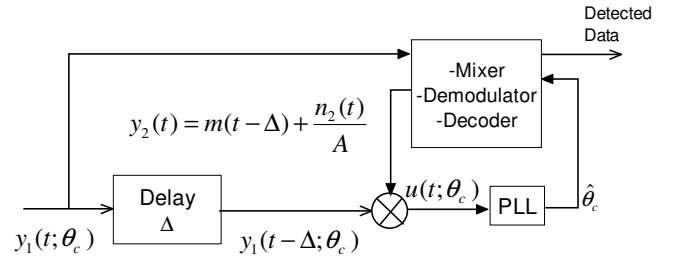 Detected
Data
-Mixer
-Demodulator
-Decoder
y₂(t) = m(t−Δ) + n₂(t)/A
u(t;θ_c)
Delay
Δ
PLL
θ̂_c
y₁(t;θ_c)
y₁(t−Δ;θ_c)